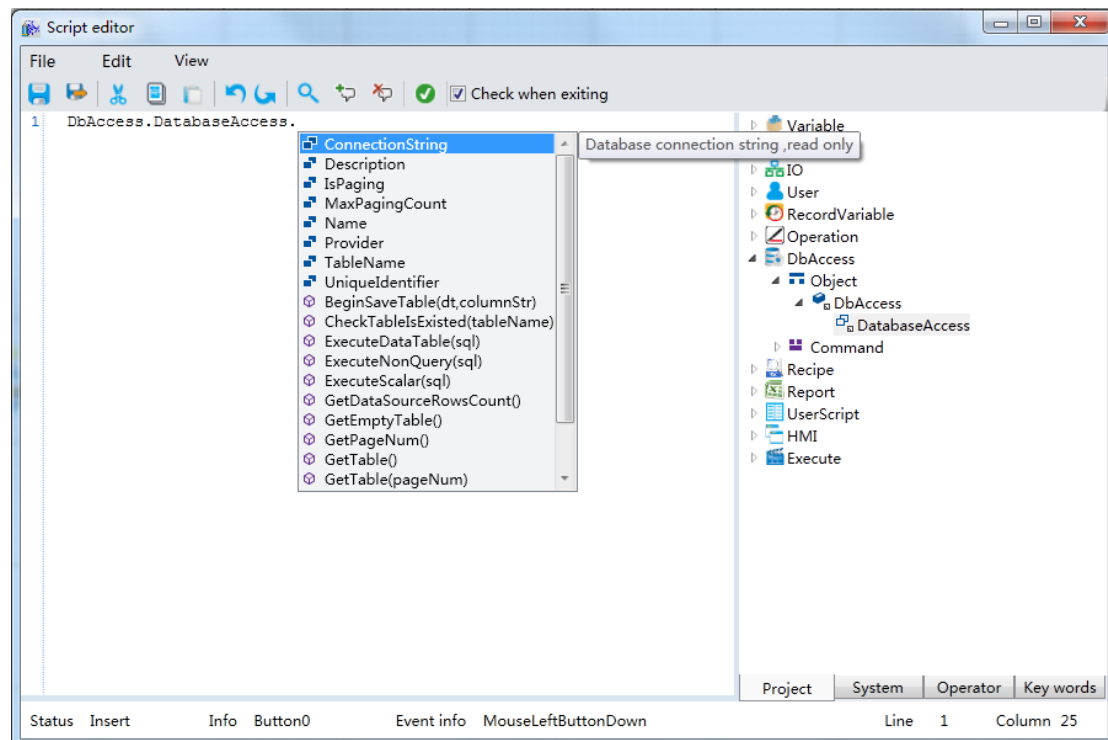 Script editor
File Edit View
Check when exiting
1 DbAccess.DatabaseAccess.
ConnectionString
Description
IsPaging
MaxPagingCount
Name
Provider
TableName
UniqueIdentifier
BeginSaveTable(dt,columnStr)
CheckTableIsExisted(tableName)
ExecuteDataTable(sql)
ExecuteNonQuery(sql)
ExecuteScalar(sql)
GetDataSourceRowsCount()
GetEmptyTable()
GetPageNum()
GetTable()
GetTable(pageNum)
Database connection string ,read only
Variable
IO
User
RecordVariable
Operation
DbAccess
Object
DbAccess
DatabaseAccess
Command
Recipe
Report
UserScript
HMI
Execute
Project System Operator Key words
Status Insert Info Button0 Event info MouseLeftButtonDown Line 1 Column 25